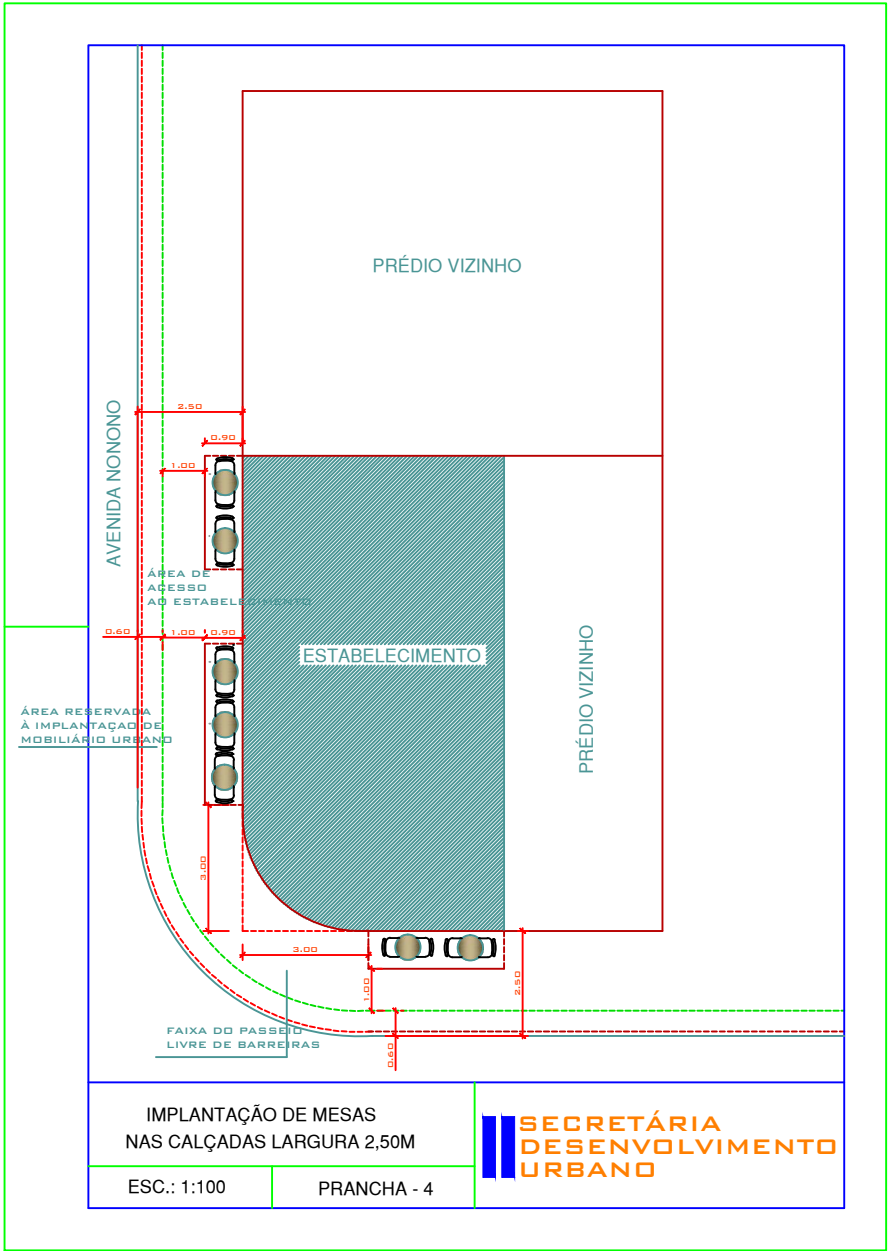 PRÉDIO VIZINHO
2.50
0.90
1.00
AVENIDA NONONO
ÁREA DE
ACESSO
AO ESTABELECIMENTO
0.60
1.00
0.90
ESTABELECIMENTO
PRÉDIO VIZINHO
ÁREA RESERVADA
À IMPLANTAÇAO DE
MOBILIÁRIO URBANO
3.00
3.00
1.00
2.50
0.60
FAIXA DO PASSEIO
LIVRE DE BARREIRAS
IMPLANTAÇÃO DE MESAS
NAS CALÇADAS LARGURA 2,50M
ESC.: 1:100
PRANCHA - 4
SECRETÁRIA
DESENVOLVIMENTO
URBANO